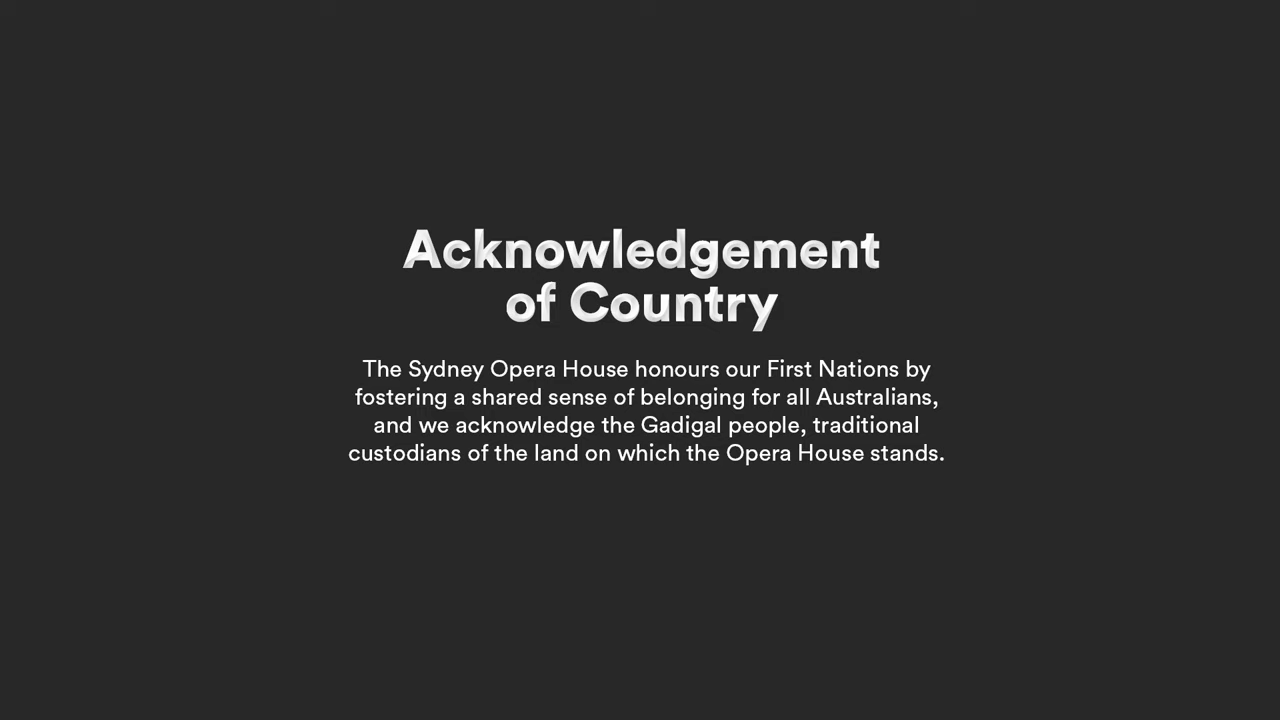 Acknowledgement
of Country
The Sydney Opera House honours our First Nations by
fostering a shared sense of belonging for all Australians,
and we acknowledge the Gadigal people, traditional
custodians of the land on which the Opera House stands.